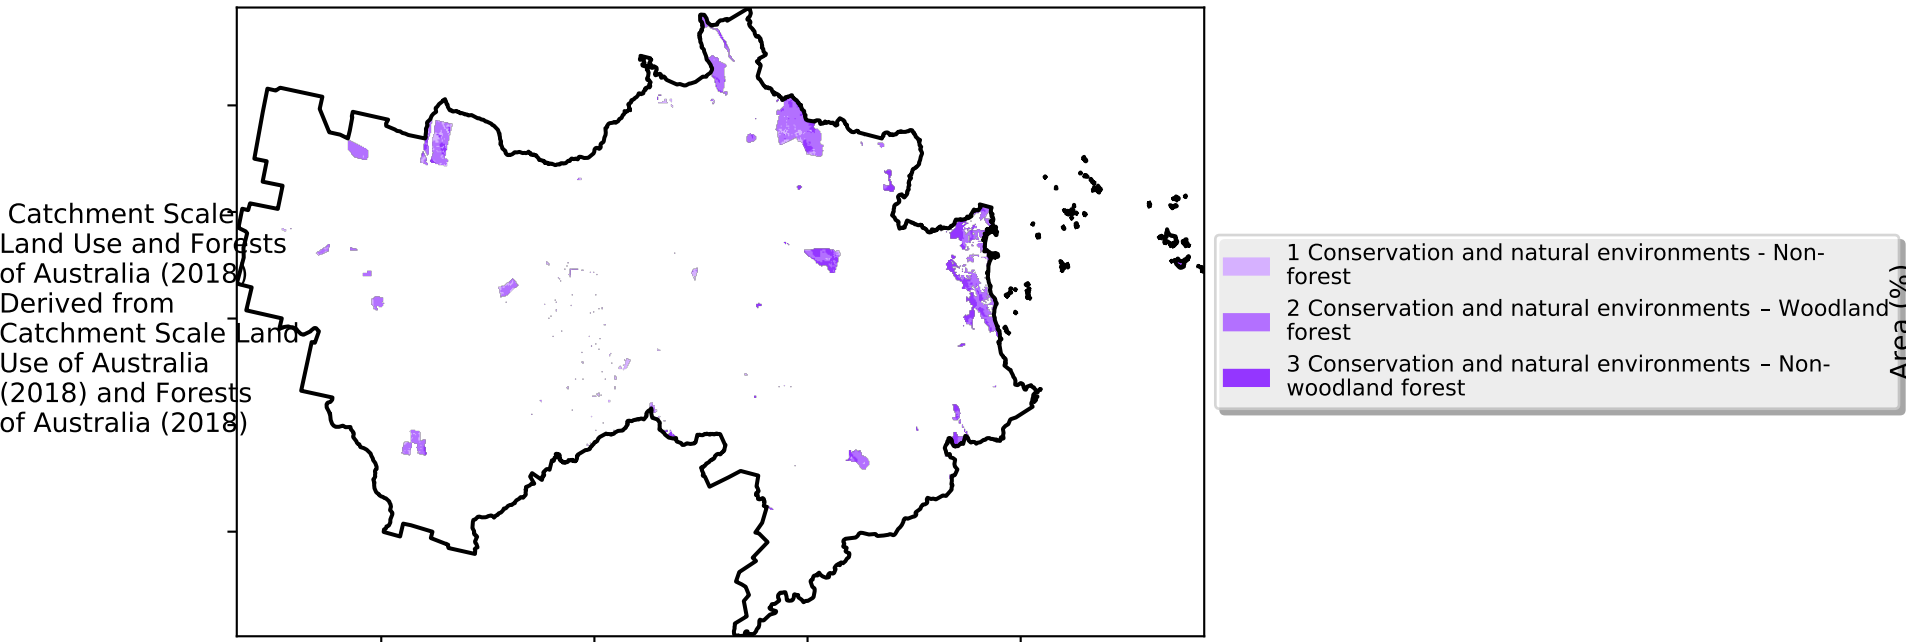 Catchment Scale
Land Use and Forests
of Australia (2018)
Derived from
Catchment Scale Land
Use of Australia
(2018) and Forests
of Australia (2018)
1 Conservation and natural environments - Non-
forest
2 Conservation and natural environments – Woodland
forest
3 Conservation and natural environments – Non-
woodland forest
Area (%)